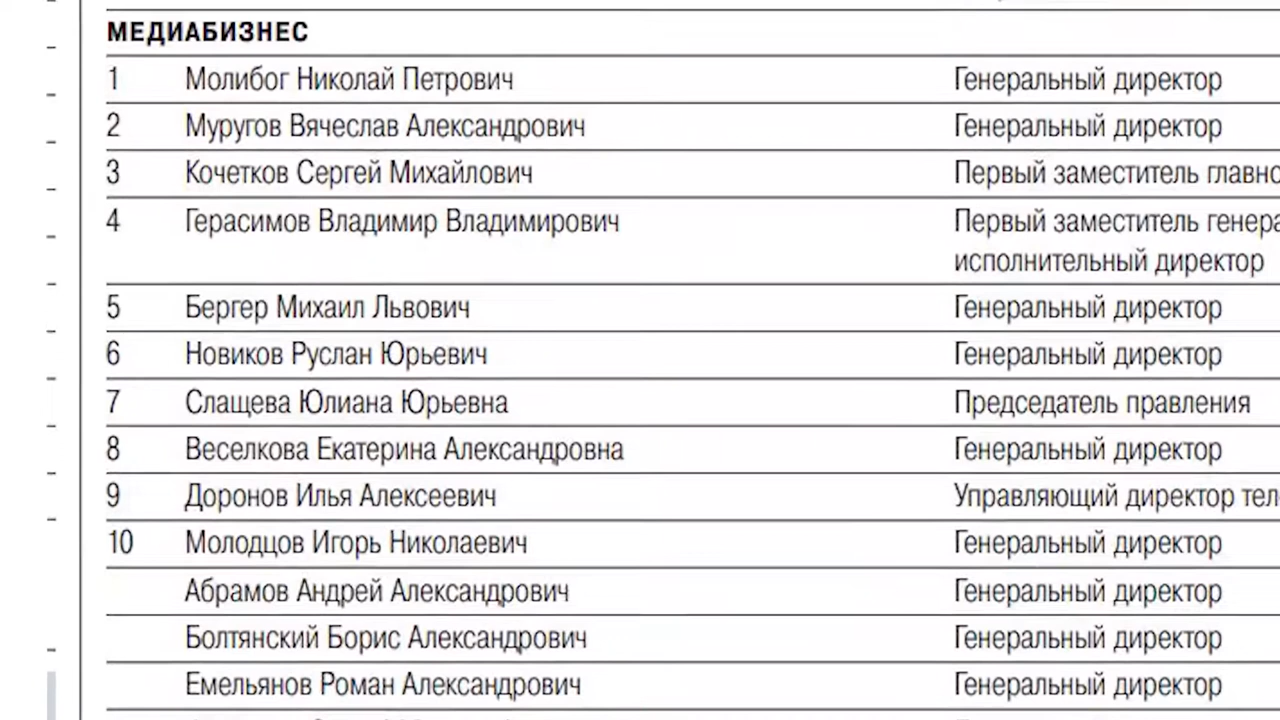 МЕДИАБИЗНЕС
1 Молибог Николай Петрович Генеральный директор
2 Муругов Вячеслав Александрович Генеральный директор
3 Кочетков Сергей Михайлович Первый заместитель главно
4 Герасимов Владимир Владимирович Первый заместитель генера
исполнительный директор
5 Бергер Михаил Львович Генеральный директор
6 Новиков Руслан Юрьевич Генеральный директор
7 Слащева Юлиана Юрьевна Председатель правления
8 Веселкова Екатерина Александровна Генеральный директор
9 Доронов Илья Алексеевич Управляющий директор тел
10 Молодцов Игорь Николаевич Генеральный директор
Абрамов Андрей Александрович Генеральный директор
Болтянский Борис Александрович Генеральный директор
Емельянов Роман Александрович Генеральный директор